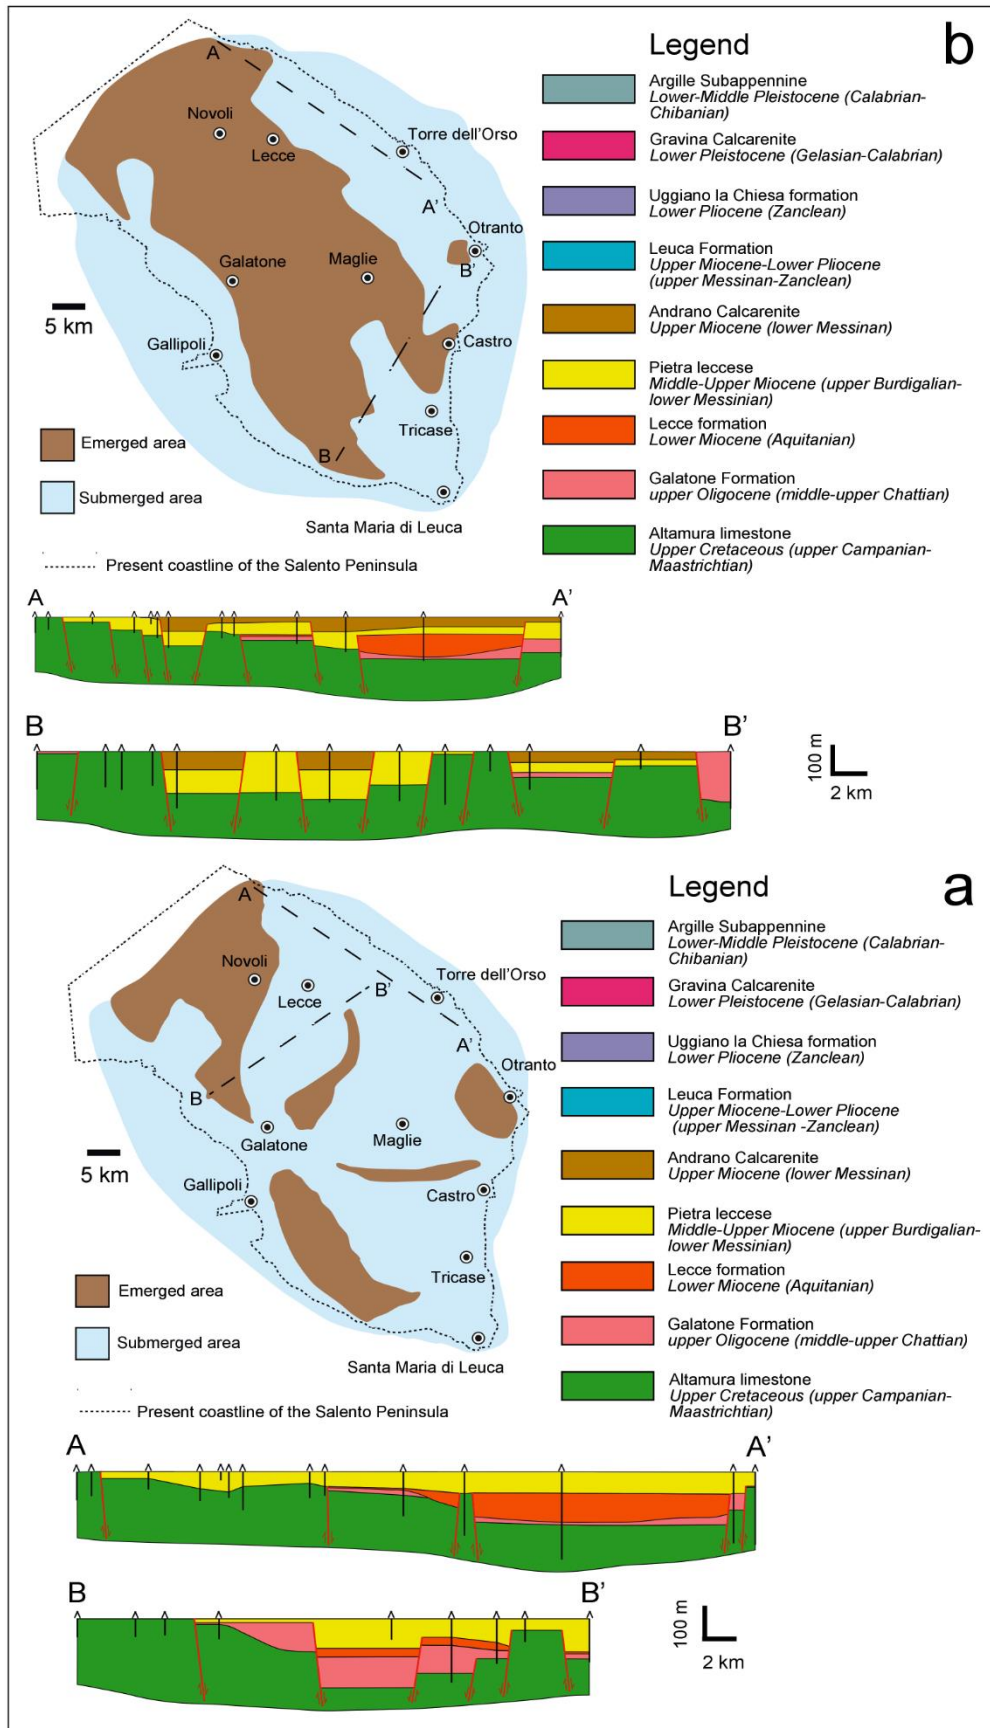 b
A
Novoli
Lecce
Torre dell'Orso
A'
Otranto
B'
Galatone
Maglie
5 km
Gallipoli
Castro
Tricase
B
Emerged area
Submerged area
Santa Maria di Leuca
Present coastline of the Salento Peninsula
Legend
Argille Subappennine
Lower-Middle Pleistocene (Calabrian-
Chibanian)
Gravina Calcarenite
Lower Pleistocene (Gelasian-Calabrian)
Uggiano la Chiesa formation
Lower Pliocene (Zanclean)
Leuca Formation
Upper Miocene-Lower Pliocene
(upper Messinan-Zanclean)
Andrano Calcarenite
Upper Miocene (lower Messinan)
Pietra leccese
Middle-Upper Miocene (upper Burdigalian-
lower Messinian)
Lecce formation
Lower Miocene (Aquitanian)
Galatone Formation
upper Oligocene (middle-upper Chattian)
Altamura limestone
Upper Cretaceous (upper Campanian-
Maastrichtian)
A
A'
B
B'
100 m
2 km
a
A
Novoli
Lecce
B'
Torre dell'Orso
A'
Otranto
B
Galatone
Maglie
5 km
Gallipoli
Castro
Tricase
Emerged area
Submerged area
Santa Maria di Leuca
Present coastline of the Salento Peninsula
Legend
Argille Subappennine
Lower-Middle Pleistocene (Calabrian-
Chibanian)
Gravina Calcarenite
Lower Pleistocene (Gelasian-Calabrian)
Uggiano la Chiesa formation
Lower Pliocene (Zanclean)
Leuca Formation
Upper Miocene-Lower Pliocene
(upper Messinan -Zanclean)
Andrano Calcarenite
Upper Miocene (lower Messinan)
Pietra leccese
Middle-Upper Miocene (upper Burdigalian-
lower Messinian)
Lecce formation
Lower Miocene (Aquitanian)
Galatone Formation
upper Oligocene (middle-upper Chattian)
Altamura limestone
Upper Cretaceous (upper Campanian-
Maastrichtian)
A
A'
B
B'
100 m
2 km